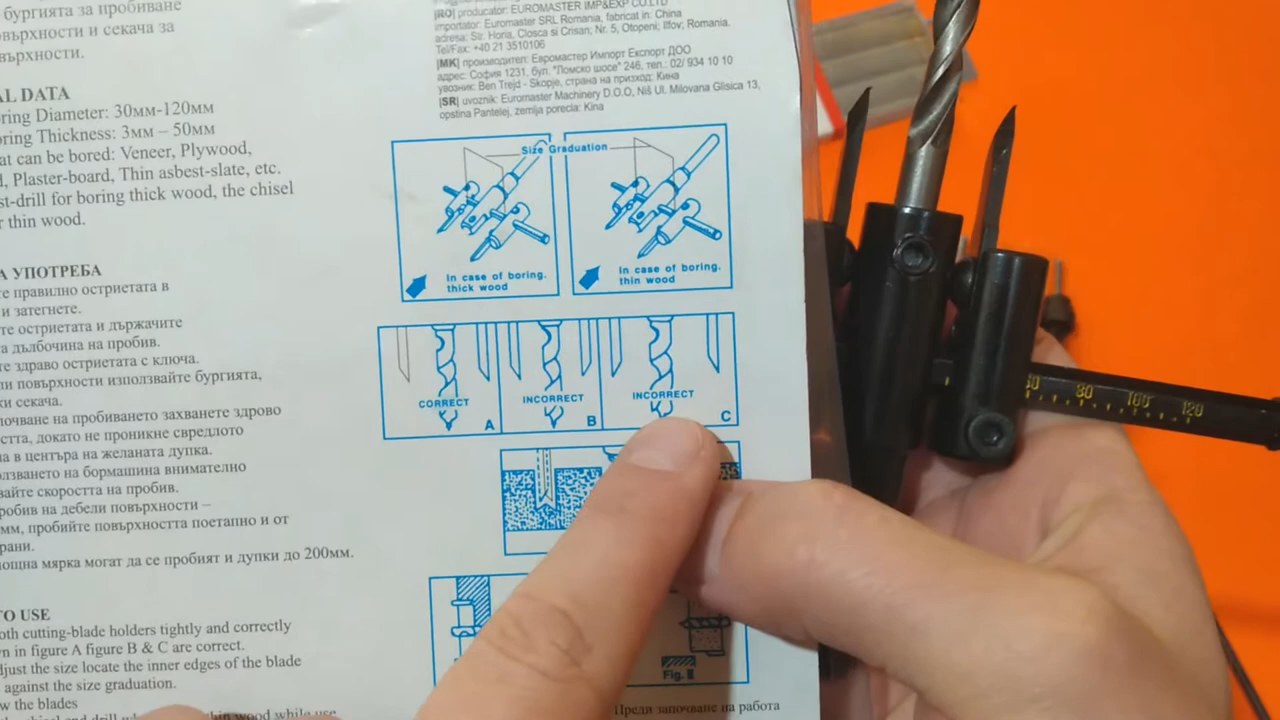 бургията за пробиване
овърхности и секача за
върхности.
AL DATA
ring Diameter: 30мм-120мм
ring Thickness: 3мм – 50мм
at can be bored: Veneer, Plywood,
d, Plaster-board, Thin asbest-slate, etc.
st-drill for boring thick wood, the chisel
r thin wood.
А УПОТРЕБА
те правилно остриетата в
и затегнете.
те остриетата и държачите
а дълбочина на пробив.
те здраво остриетата с ключа.
ли повърхности използвайте бургията,
ки секача.
почване на пробиването захванете здраво
стта, докато не проникне свредлото
а в центъра на желаната дупка.
лзването на бормашина внимателно
вайте скоростта на пробив.
робив на дебели повърхности –
мм, пробийте повърхността поетапно и от
рани.
ощна мярка могат да се пробият и дупки до 200мм.
TO USE
oth cutting-blade holders tightly and correctly
n in figure A figure B & C are correct.
djust the size locate the inner edges of the blade
against the size graduation.
w the blades
|RO| producator: EUROMASTER IMP&EXP CO.LTD
importator: Euromaster SRL Romania, fabricat in: China
adresa: Str. Horia, Closca si Crisan, Nr. 5, Otopeni, Ilfov, Romania.
Tel/Fax: +40 21 3510106
|MK| производител: Евромастер Импорт Експорт ДОО
адрес: София 1231, бул. "Ломско шосе" 246, тел.: 02/ 934 10 10
увозник: Ben Trejd - Skopje, страна на приход: Кина
|SR| uvoznik: Euromaster Machinery D.O.O, Niš Ul. Milovana Glisica 13,
opstina Pantelej, zemlja porecla: Kina
Size Graduation
In case of boring.
thick wood
In case of boring.
thin wood
CORRECT
A
INCORRECT
B
INCORRECT
C
Fig.
Преди започване на работа
80
100
120